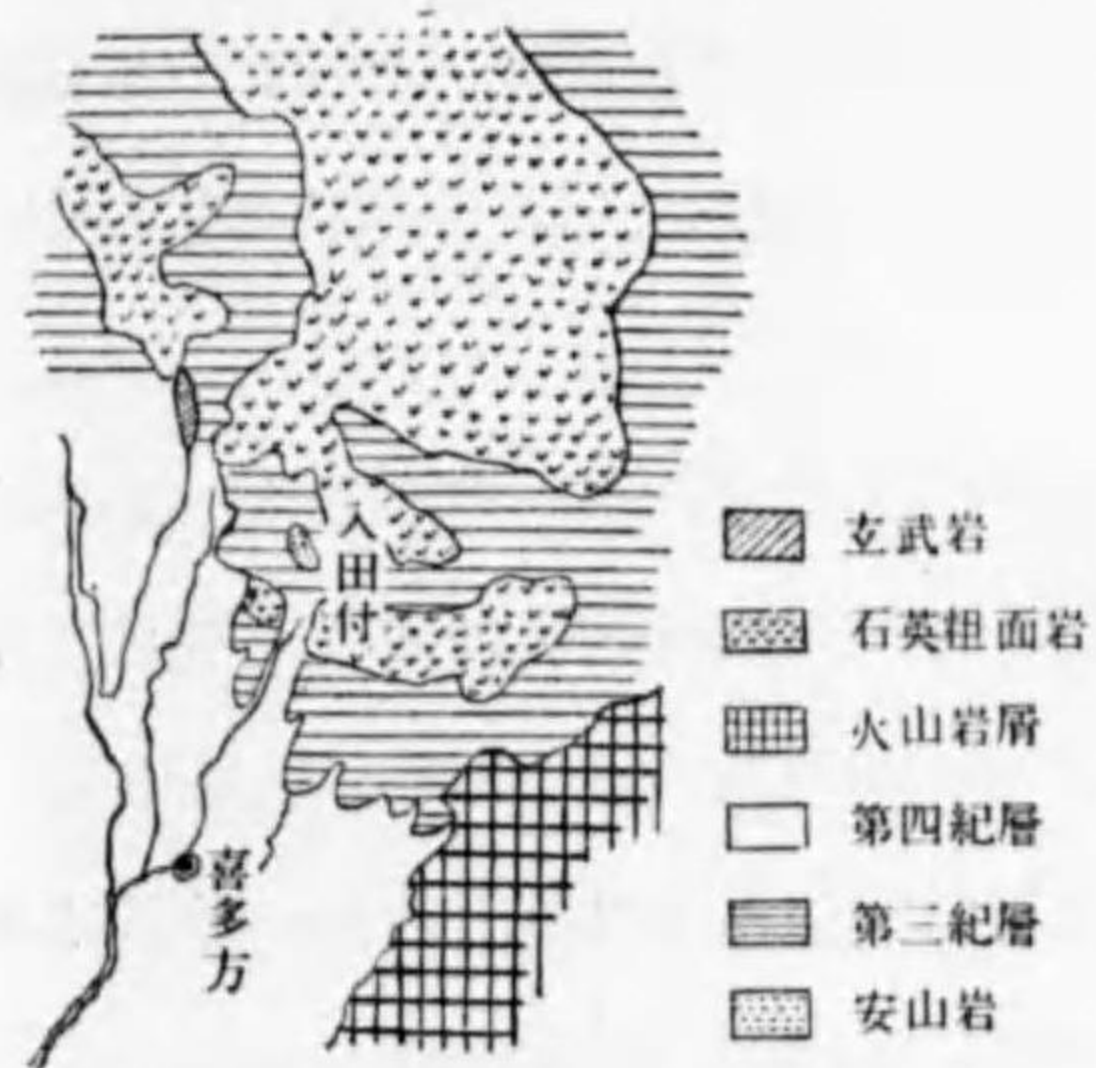 入田付
喜多方
玄武岩
石英粗面岩
火山岩屑
第四紀層
第三紀層
安山岩